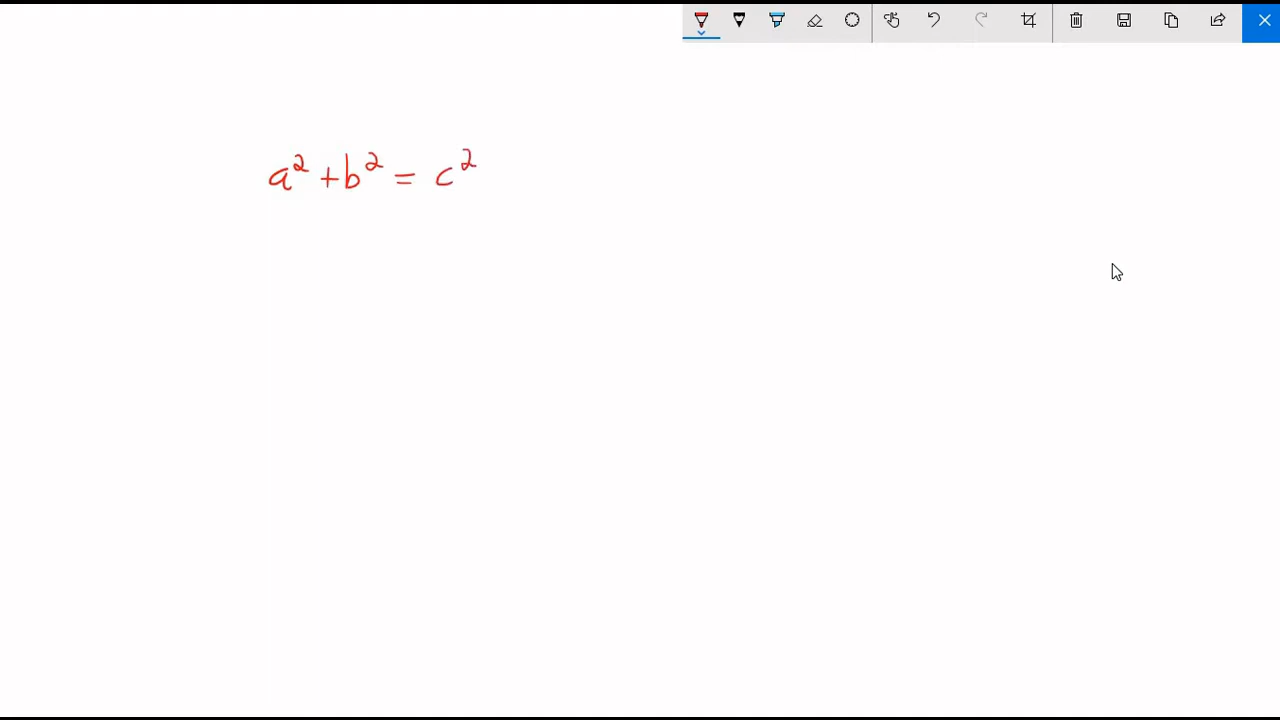 a² + b² = c²